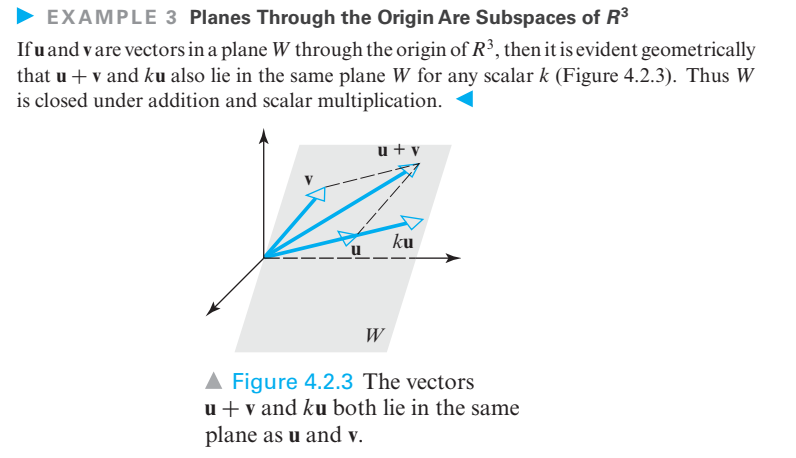 ▶ EXAMPLE 3 Planes Through the Origin Are Subspaces of R³
If u and v are vectors in a plane W through the origin of R³, then it is evident geometrically
that u + v and ku also lie in the same plane W for any scalar k (Figure 4.2.3). Thus W
is closed under addition and scalar multiplication. ◀
u + v
v
ku
u
W
▲ Figure 4.2.3 The vectors
u + v and ku both lie in the same
plane as u and v.